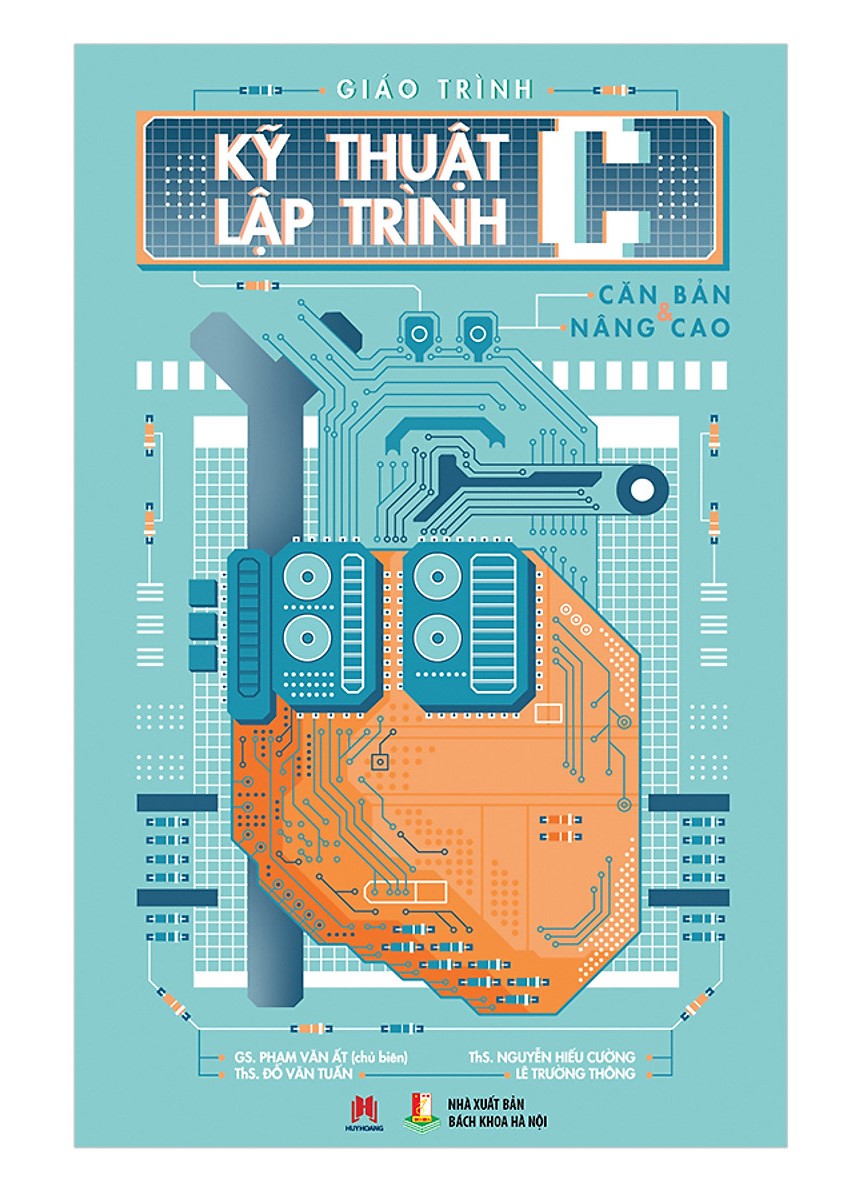 GIÁO TRÌNH
KỸ THUẬT
LẬP TRÌNH C
CĂN BẢN
&
NÂNG CAO
GS. PHẠM VĂN ẤT (chủ biên)
ThS. NGUYỄN HIẾU CƯỜNG
ThS. ĐỖ VĂN TUẤN
LÊ TRƯỜNG THÔNG
HUYHOANG
NHÀ XUẤT BẢN
BÁCH KHOA HÀ NỘI